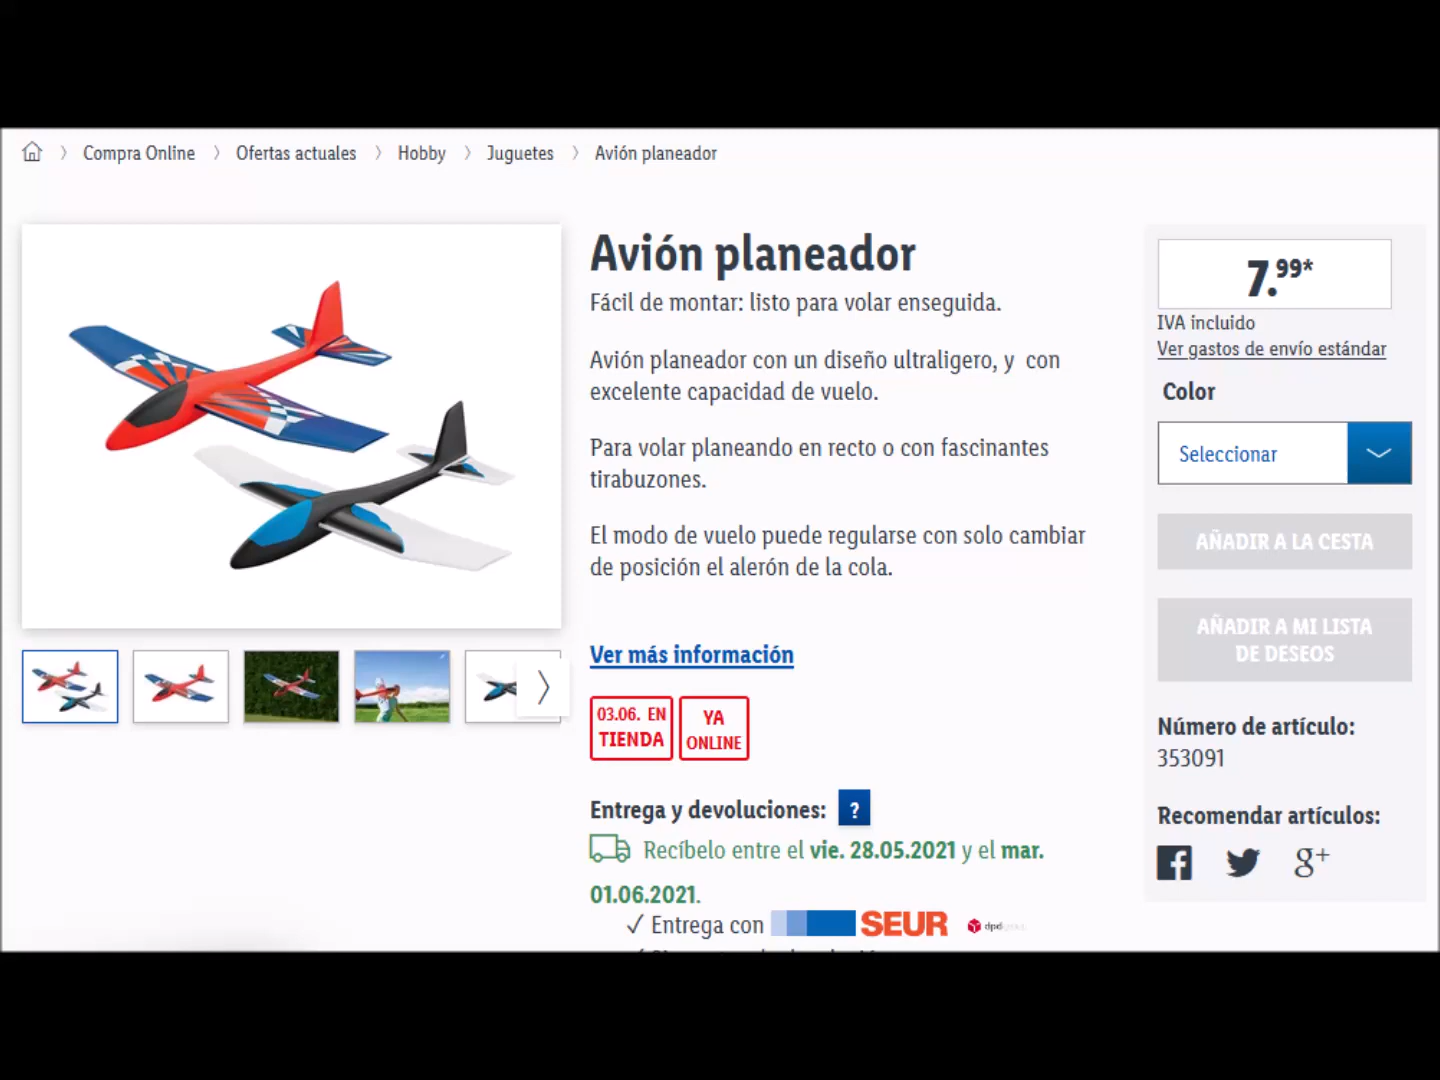 Compra Online > Ofertas actuales > Hobby > Juguetes > Avión planeador
Avión planeador
Fácil de montar: listo para volar enseguida.
Avión planeador con un diseño ultraligero, y con
excelente capacidad de vuelo.
Para volar planeando en recto o con fascinantes
tirabuzones.
El modo de vuelo puede regularse con solo cambiar
de posición el alerón de la cola.
Ver más información
03.06. EN
TIENDA
YA
ONLINE
Entrega y devoluciones: ?
Recíbelo entre el vie. 28.05.2021 y el mar.
01.06.2021.
✓ Entrega con SEUR dpd
7.99*
IVA incluido
Ver gastos de envío estándar
Color
Seleccionar
AÑADIR A LA CESTA
AÑADIR A MI LISTA
DE DESEOS
Número de artículo:
353091
Recomendar artículos:
g+